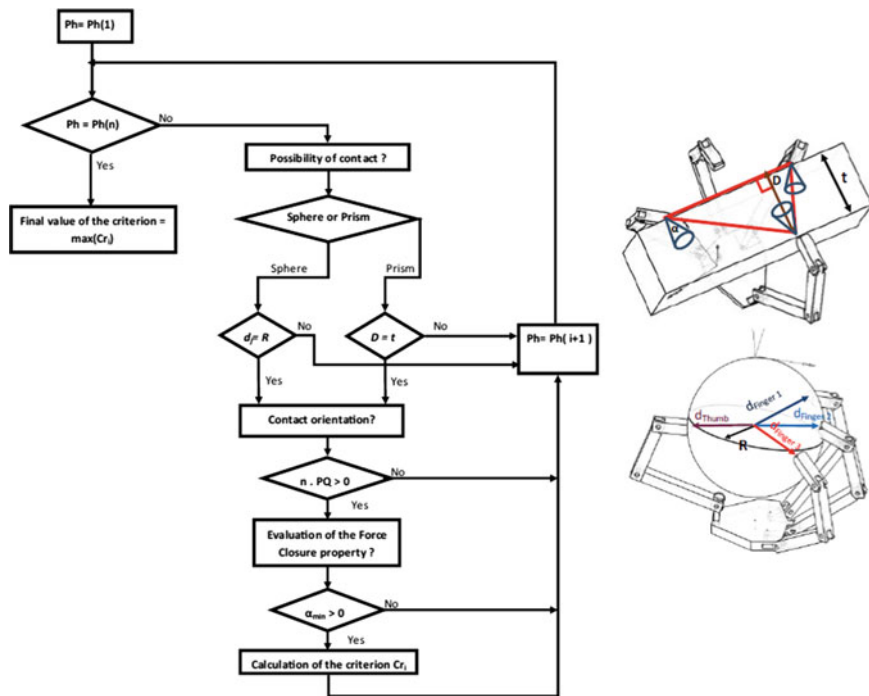 Ph= Ph(1)
Ph = Ph(n)
No
Yes
Final value of the criterion =
max(Crᵢ)
Possibility of contact ?
Sphere or Prism
Sphere
Prism
dⱼ= R
No
D = t
No
Ph= Ph( i+1 )
Yes
Yes
Contact orientation?
n . PQ > 0
No
Yes
Evaluation of the Force
Closure property ?
αₘᵢₙ > 0
No
Yes
Calculation of the criterion Crᵢ
D
t
α
dFinger 1
dThumb
dFinger 2
dFinger 3
R